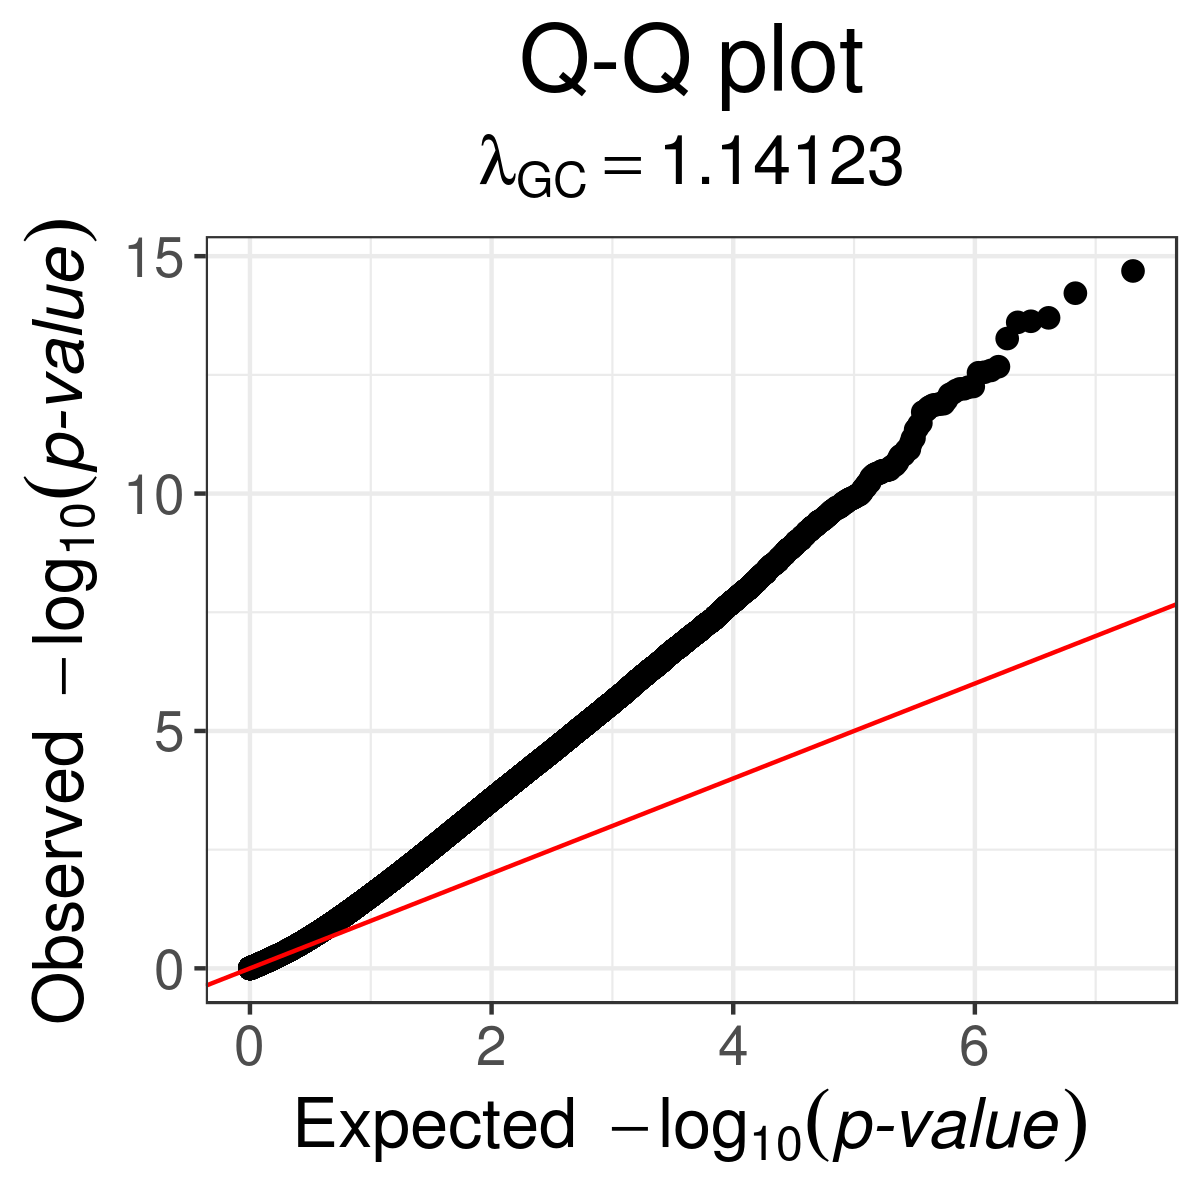 Q-Q plot
λGC = 1.14123
Observed −log10(p-value)
15
10
5
0
0 2 4 6
Expected −log10(p-value)